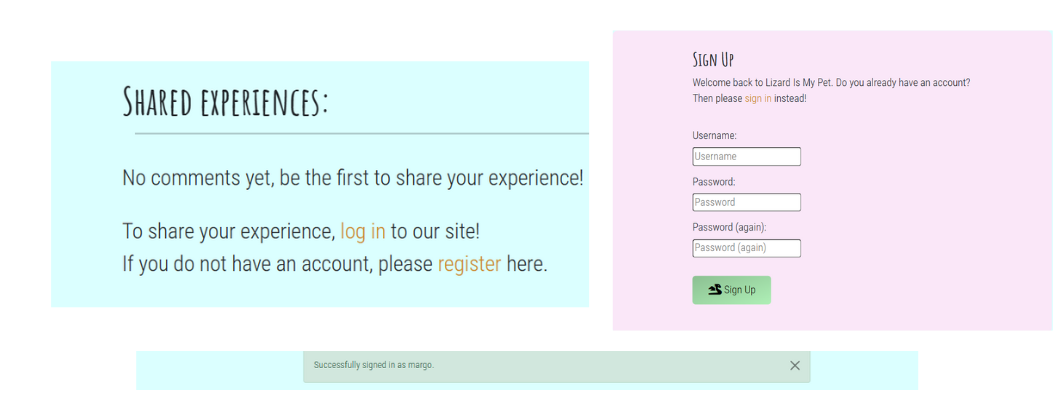 Shared experiences:
No comments yet, be the first to share your experience!
To share your experience, log in to our site!
If you do not have an account, please register here.
Sign Up
Welcome back to Lizard Is My Pet. Do you already have an account?
Then please sign in instead!
Username:
Username
Password:
Password
Password (again):
Password (again)
Sign Up
Successfully signed in as margo.